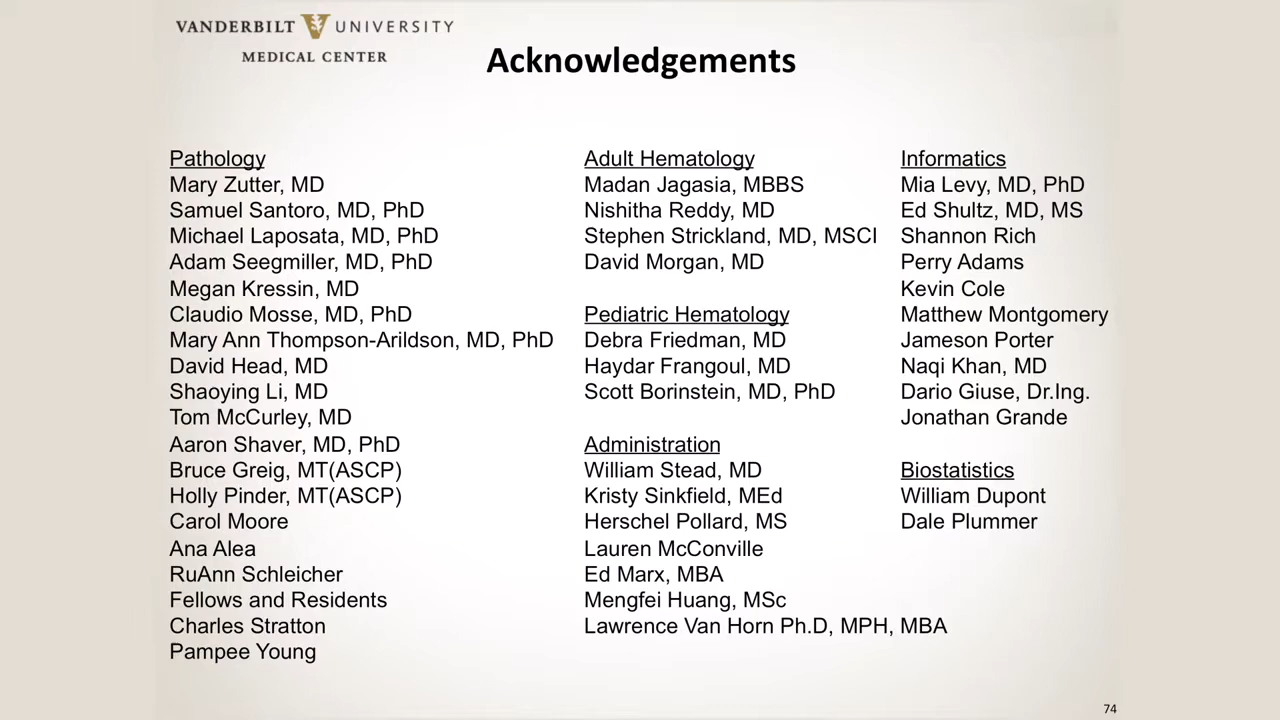 VANDERBILT UNIVERSITY
MEDICAL CENTER
Acknowledgements
Pathology
Mary Zutter, MD
Samuel Santoro, MD, PhD
Michael Laposata, MD, PhD
Adam Seegmiller, MD, PhD
Megan Kressin, MD
Claudio Mosse, MD, PhD
Mary Ann Thompson-Arildson, MD, PhD
David Head, MD
Shaoying Li, MD
Tom McCurley, MD
Aaron Shaver, MD, PhD
Bruce Greig, MT(ASCP)
Holly Pinder, MT(ASCP)
Carol Moore
Ana Alea
RuAnn Schleicher
Fellows and Residents
Charles Stratton
Pampee Young
Adult Hematology
Madan Jagasia, MBBS
Nishitha Reddy, MD
Stephen Strickland, MD, MSCI
David Morgan, MD
Pediatric Hematology
Debra Friedman, MD
Haydar Frangoul, MD
Scott Borinstein, MD, PhD
Administration
William Stead, MD
Kristy Sinkfield, MEd
Herschel Pollard, MS
Lauren McConville
Ed Marx, MBA
Mengfei Huang, MSc
Lawrence Van Horn Ph.D, MPH, MBA
Informatics
Mia Levy, MD, PhD
Ed Shultz, MD, MS
Shannon Rich
Perry Adams
Kevin Cole
Matthew Montgomery
Jameson Porter
Naqi Khan, MD
Dario Giuse, Dr.Ing.
Jonathan Grande
Biostatistics
William Dupont
Dale Plummer
74